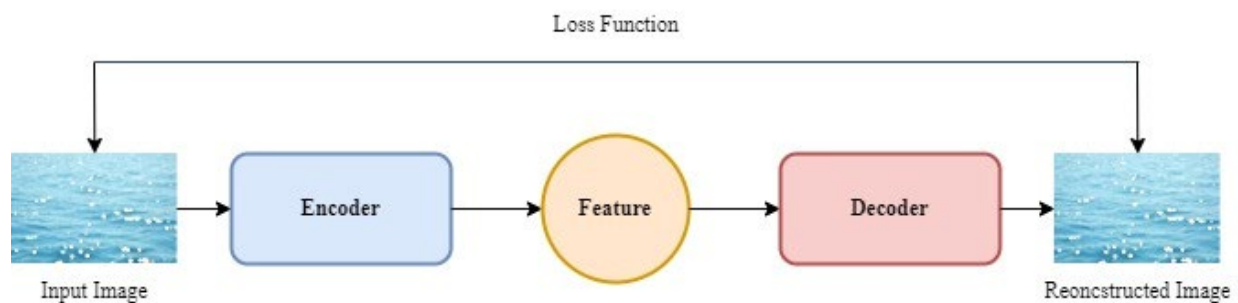 Loss Function
Encoder
Feature
Decoder
Input Image
Reoncstructed Image